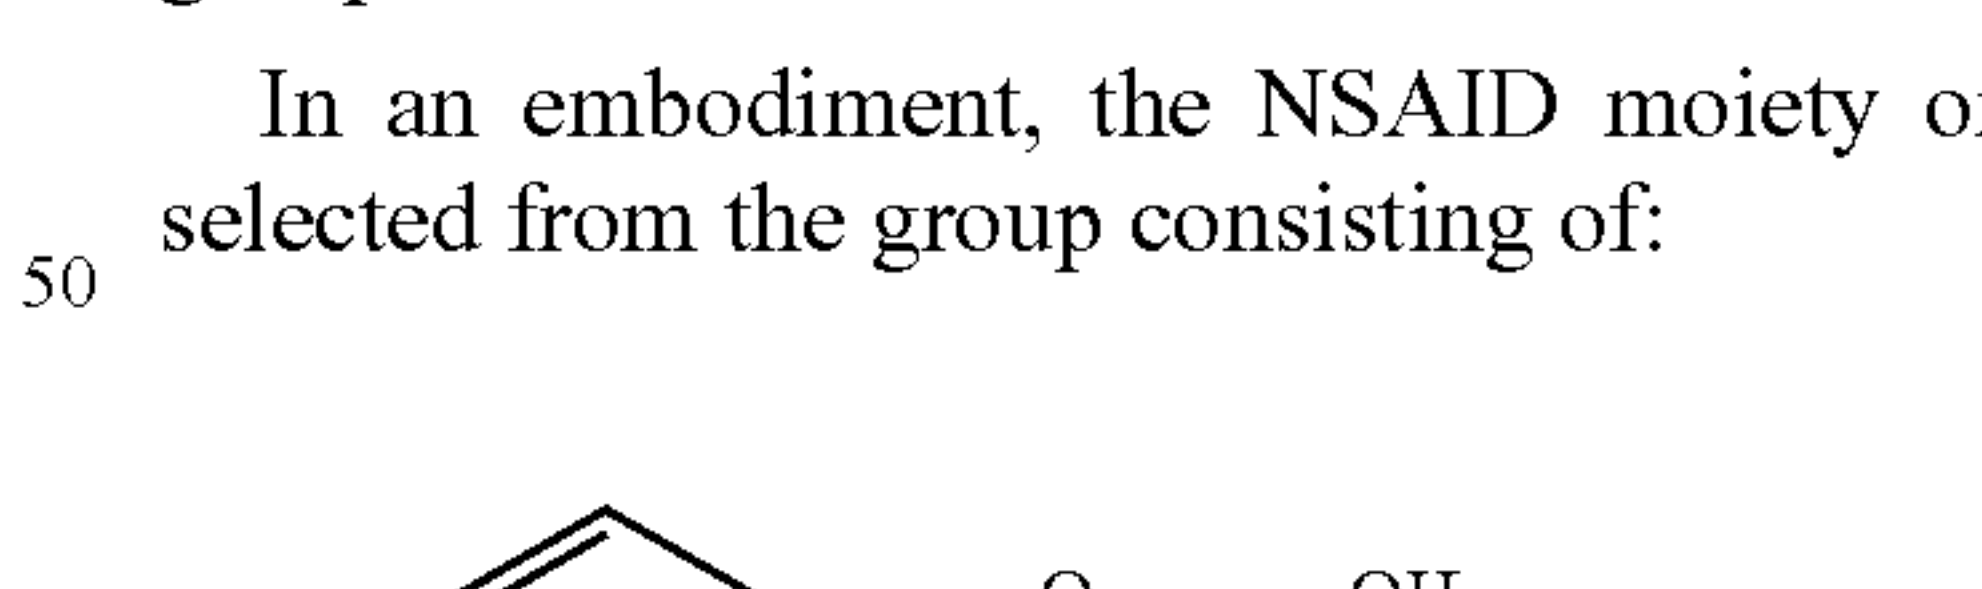 In an embodiment, the NSAID moiety
selected from the group consisting of:
50